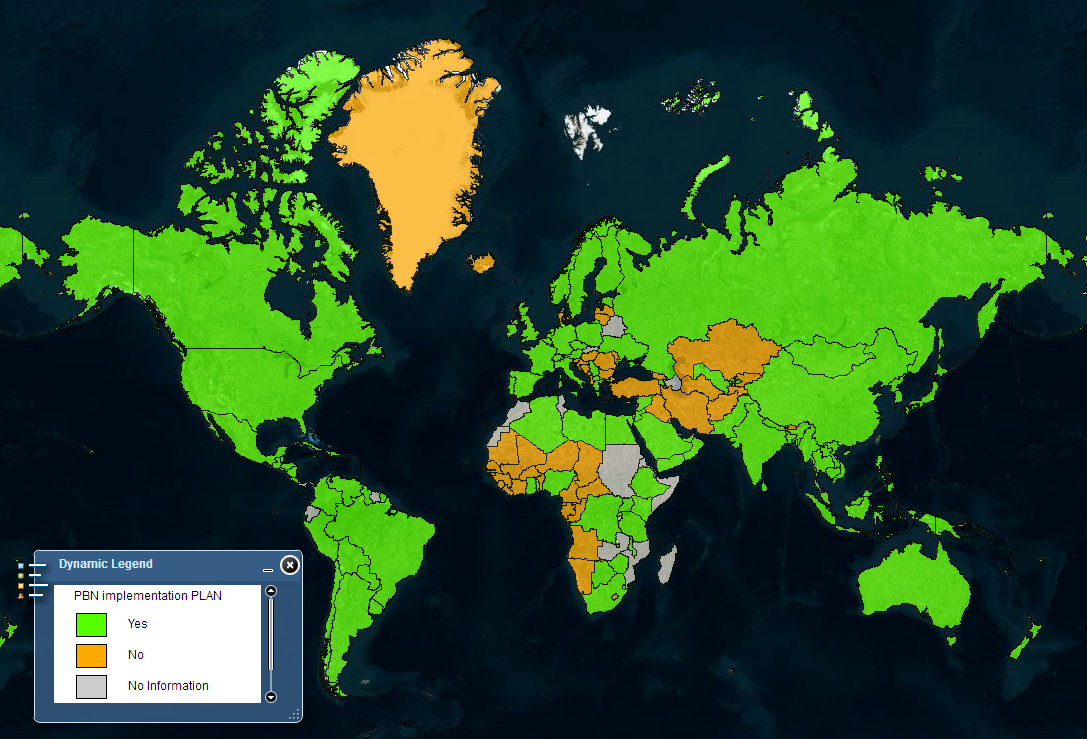 Dynamic Legend
PBN implementation PLAN
Yes
No
No Information